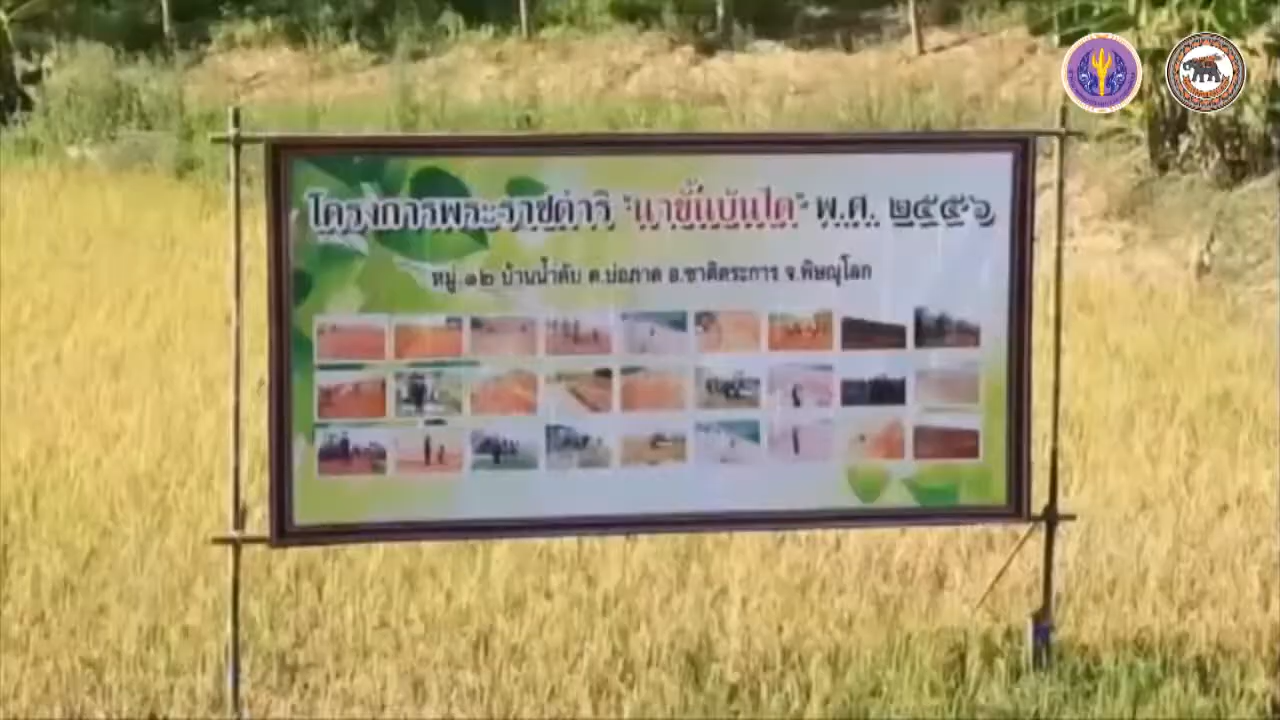 โครงการพระราชดำริ "นาขั้นบันได" พ.ศ. ๒๕๕๖
หมู่ ๑๒ บ้านน้ำคับ ต.บ่อภาค อ.ชาติตระการ จ.พิษณุโลก